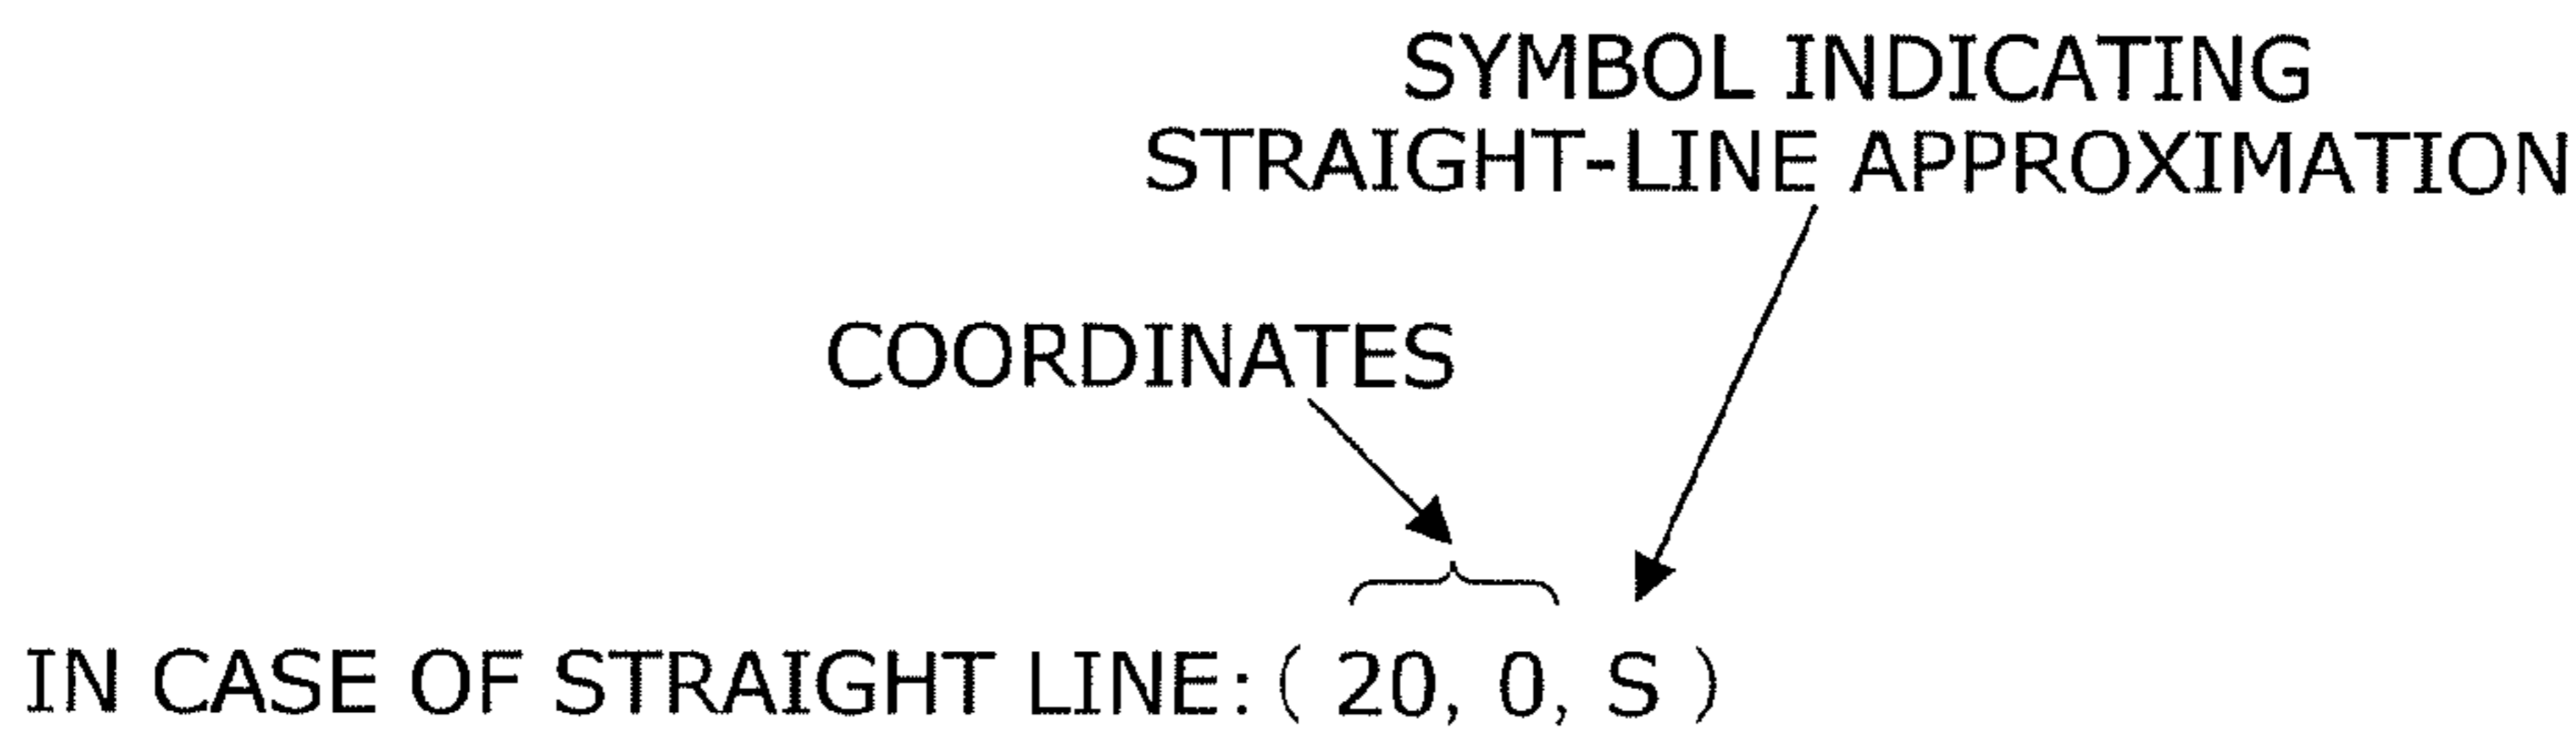 SYMBOL INDICATING
STRAIGHT-LINE APPROXIMATION
COORDINATES
IN CASE OF STRAIGHT LINE: ( 20, 0, S )